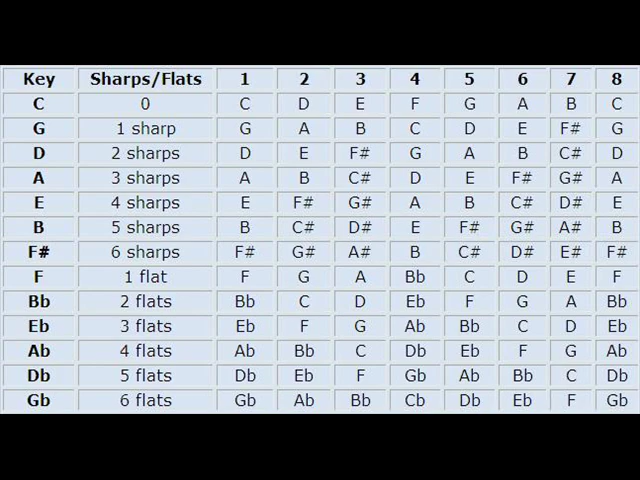 Key Sharps/Flats 1 2 3 4 5 6 7 8
C 0 C D E F G A B C
G 1 sharp G A B C D E F# G
D 2 sharps D E F# G A B C# D
A 3 sharps A B C# D E F# G# A
E 4 sharps E F# G# A B C# D# E
B 5 sharps B C# D# E F# G# A# B
F# 6 sharps F# G# A# B C# D# E# F#
F 1 flat F G A Bb C D E F
Bb 2 flats Bb C D Eb F G A Bb
Eb 3 flats Eb F G Ab Bb C D Eb
Ab 4 flats Ab Bb C Db Eb F G Ab
Db 5 flats Db Eb F Gb Ab Bb C Db
Gb 6 flats Gb Ab Bb Cb Db Eb F Gb